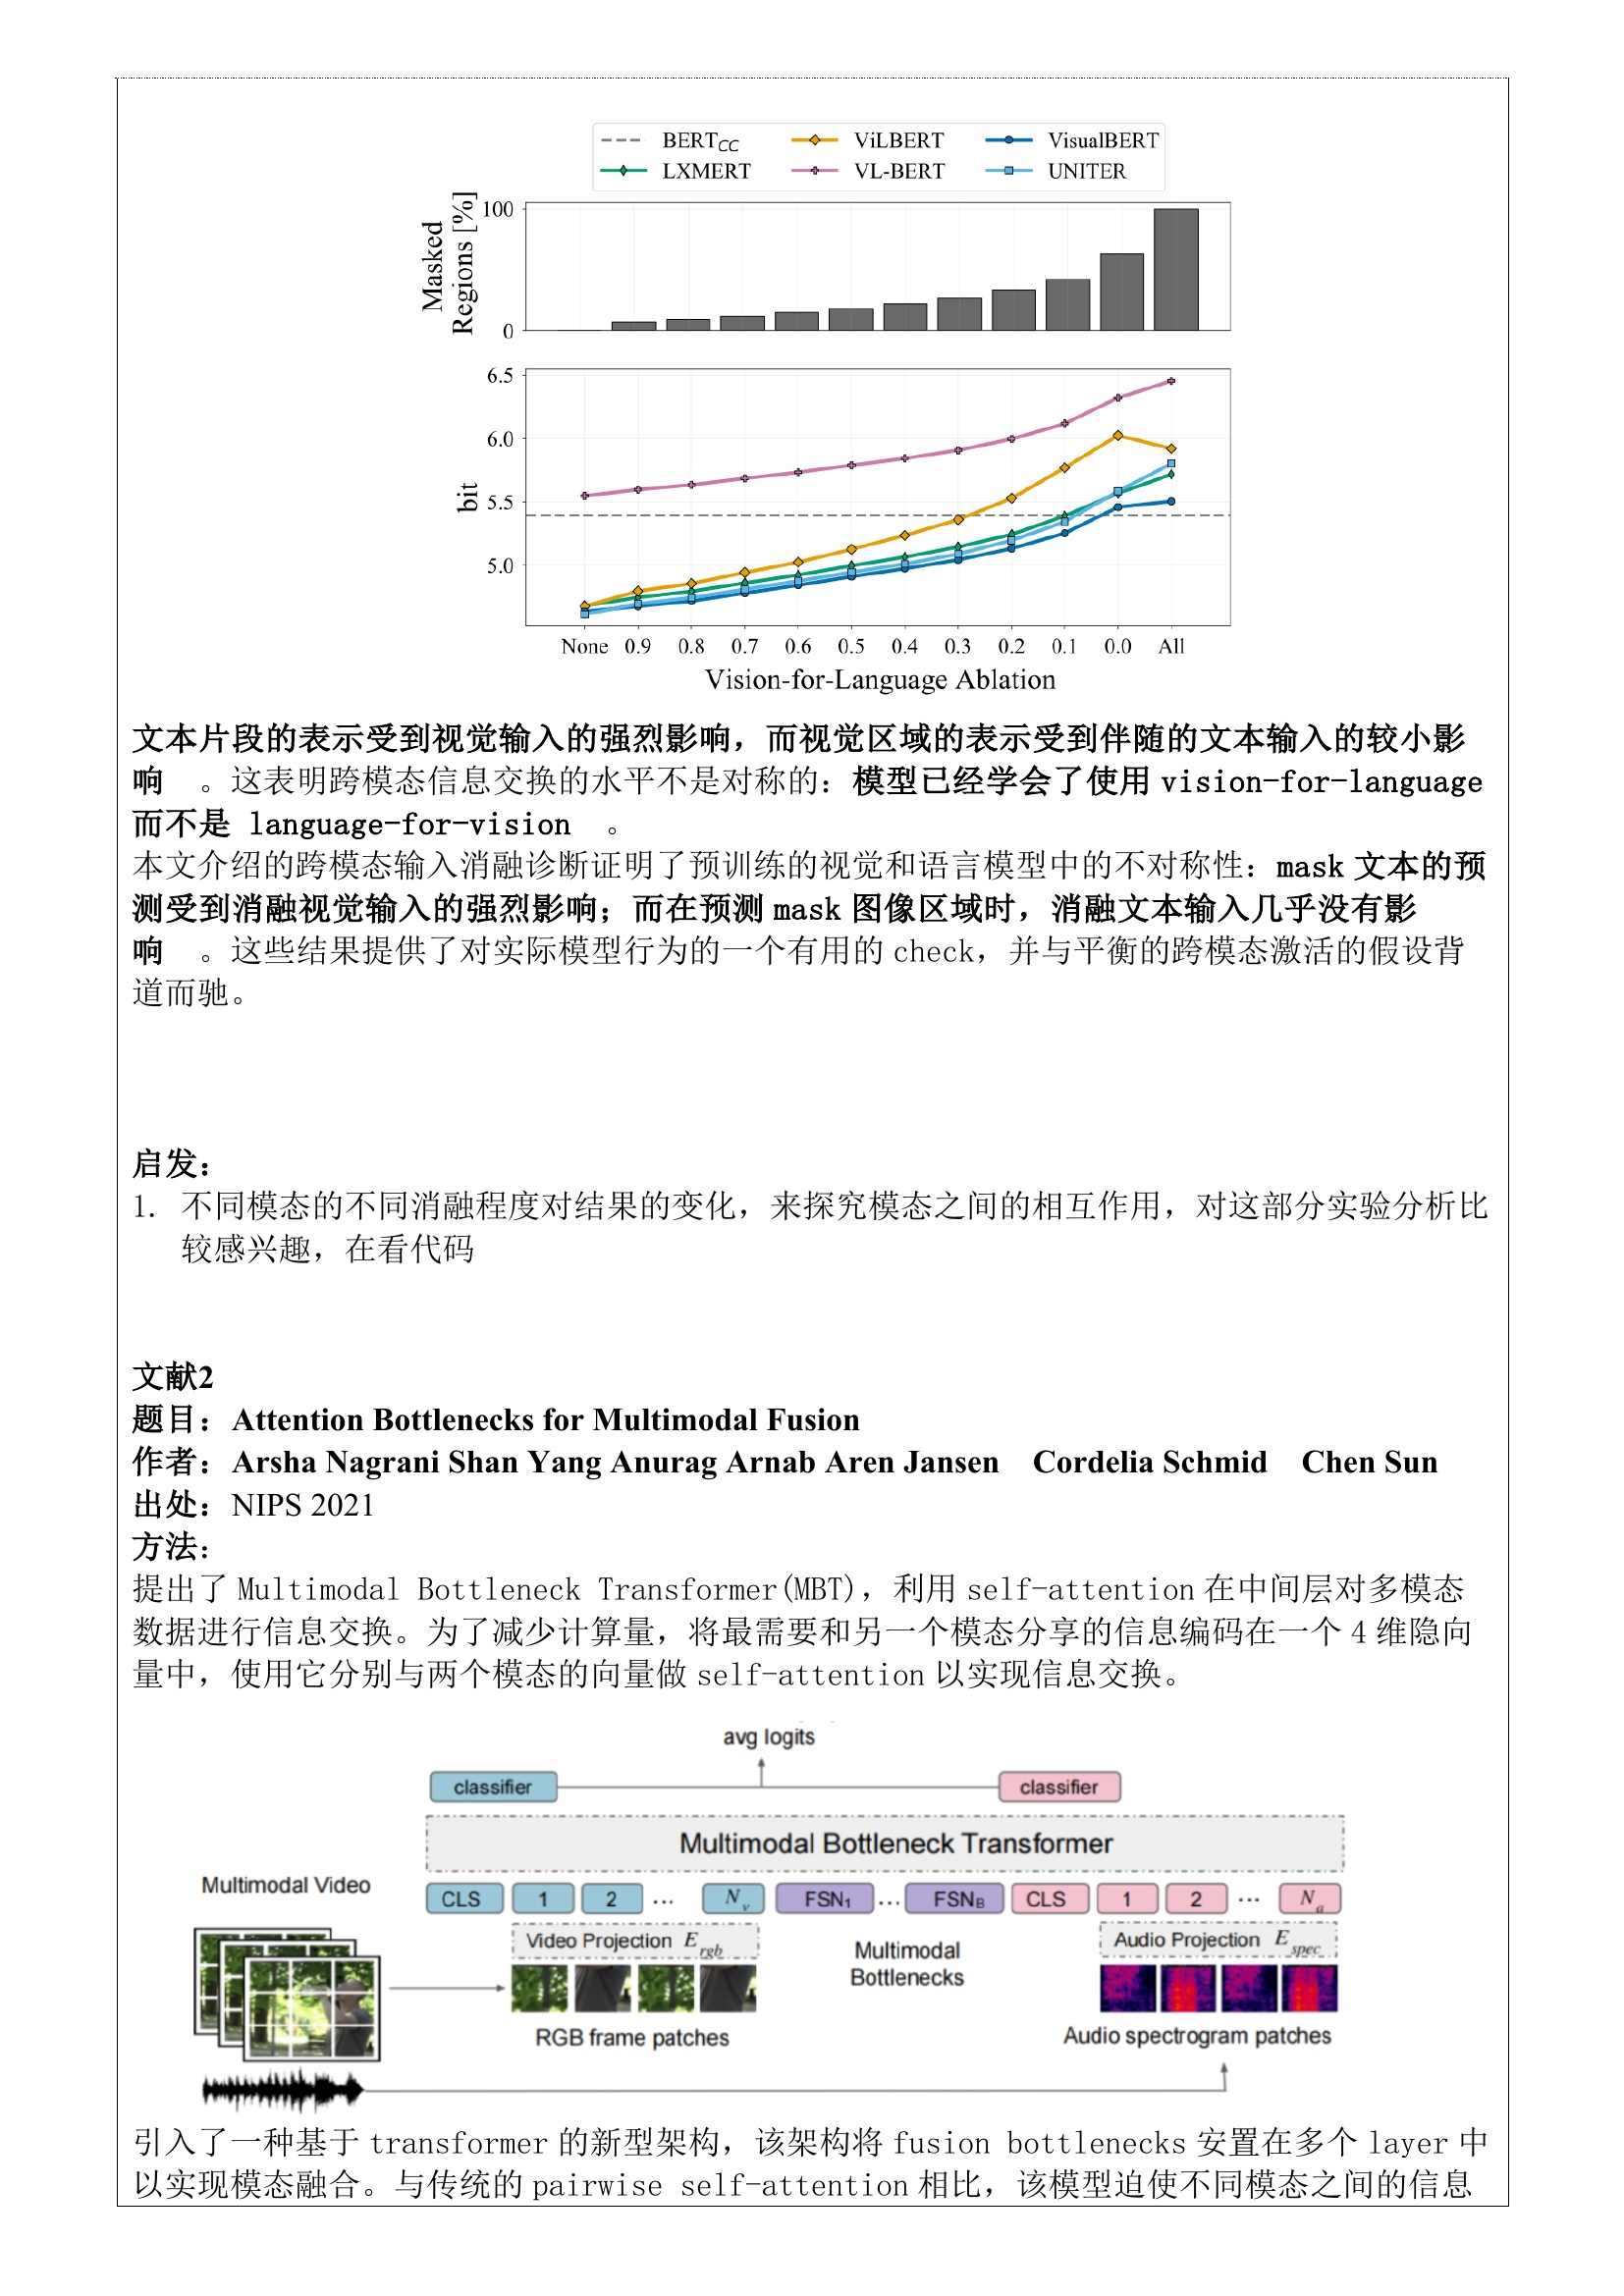 BERTCC ViLBERT VisualBERT
LXMERT VL-BERT UNITER
Masked
Regions [%]
100
0
6.5
6.0
5.5
5.0
bit
None 0.9 0.8 0.7 0.6 0.5 0.4 0.3 0.2 0.1 0.0 All
Vision-for-Language Ablation
文本片段的表示受到视觉输入的强烈影响，而视觉区域的表示受到伴随的文本输入的较小影
响 。这表明跨模态信息交换的水平不是对称的：模型已经学会了使用 vision-for-language
而不是 language-for-vision 。
本文介绍的跨模态输入消融诊断证明了预训练的视觉和语言模型中的不对称性：mask 文本的预
测受到消融视觉输入的强烈影响；而在预测 mask 图像区域时，消融文本输入几乎没有影
响 。这些结果提供了对实际模型行为的一个有用的 check，并与平衡的跨模态激活的假设背
道而驰。
启发：
1. 不同模态的不同消融程度对结果的变化，来探究模态之间的相互作用，对这部分实验分析比
较感兴趣，在看代码
文献2
题目：Attention Bottlenecks for Multimodal Fusion
作者：Arsha Nagrani Shan Yang Anurag Arnab Aren Jansen Cordelia Schmid Chen Sun
出处：NIPS 2021
方法：
提出了 Multimodal Bottleneck Transformer(MBT)，利用 self-attention 在中间层对多模态
数据进行信息交换。为了减少计算量，将最需要和另一个模态分享的信息编码在一个 4 维隐向
量中，使用它分别与两个模态的向量做 self-attention 以实现信息交换。
avg logits
classifier classifier
Multimodal Bottleneck Transformer
Multimodal Video
CLS 1 2 ... Nv FSN1 ... FSNB CLS 1 2 ... Na
Video Projection Ergb
Multimodal
Bottlenecks
Audio Projection Espec
RGB frame patches
Audio spectrogram patches
引入了一种基于 transformer 的新型架构，该架构将 fusion bottlenecks 安置在多个 layer 中
以实现模态融合。与传统的 pairwise self-attention 相比，该模型迫使不同模态之间的信息